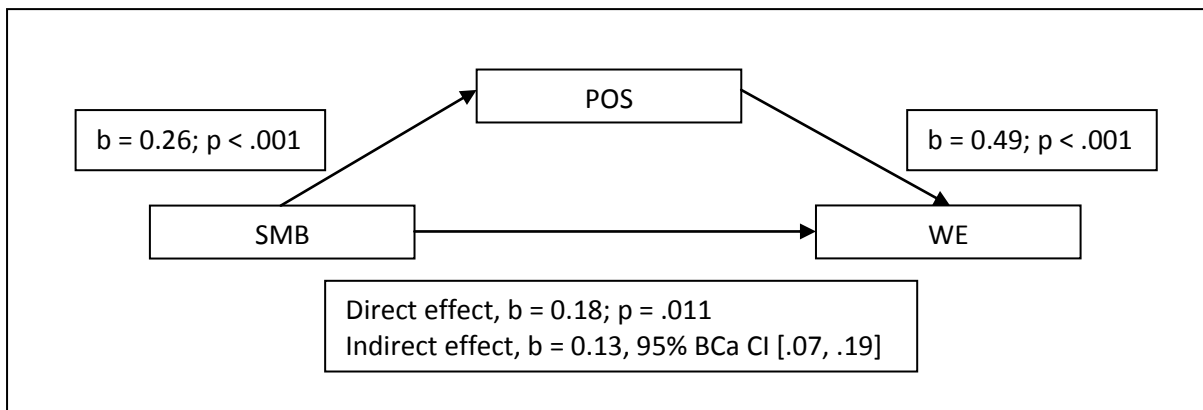 POS
b = 0.26; p < .001
b = 0.49; p < .001
SMB
WE
Direct effect, b = 0.18; p = .011
Indirect effect, b = 0.13, 95% BCa CI [.07, .19]